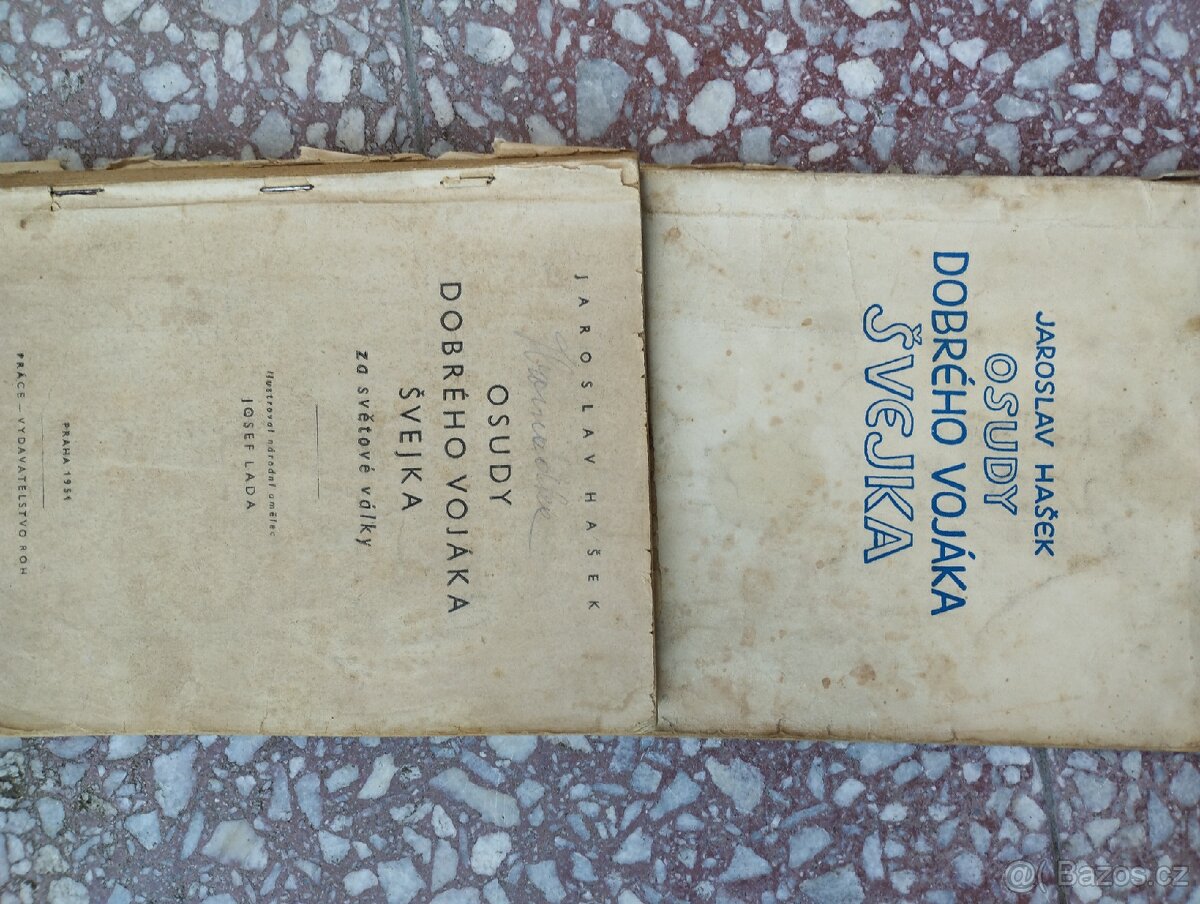 JAROSLAV HAŠEK
OSUDY
DOBRÉHO VOJÁKA
ŠVEJKA
za světové války
Ilustroval národní umělec
JOSEF LADA
PRAHA 1951
PRÁCE – VYDAVATELSTVO ROH
JAROSLAV HAŠEK
OSUDY
DOBRÉHO VOJÁKA
ŠVEJKA
Bazos.cz